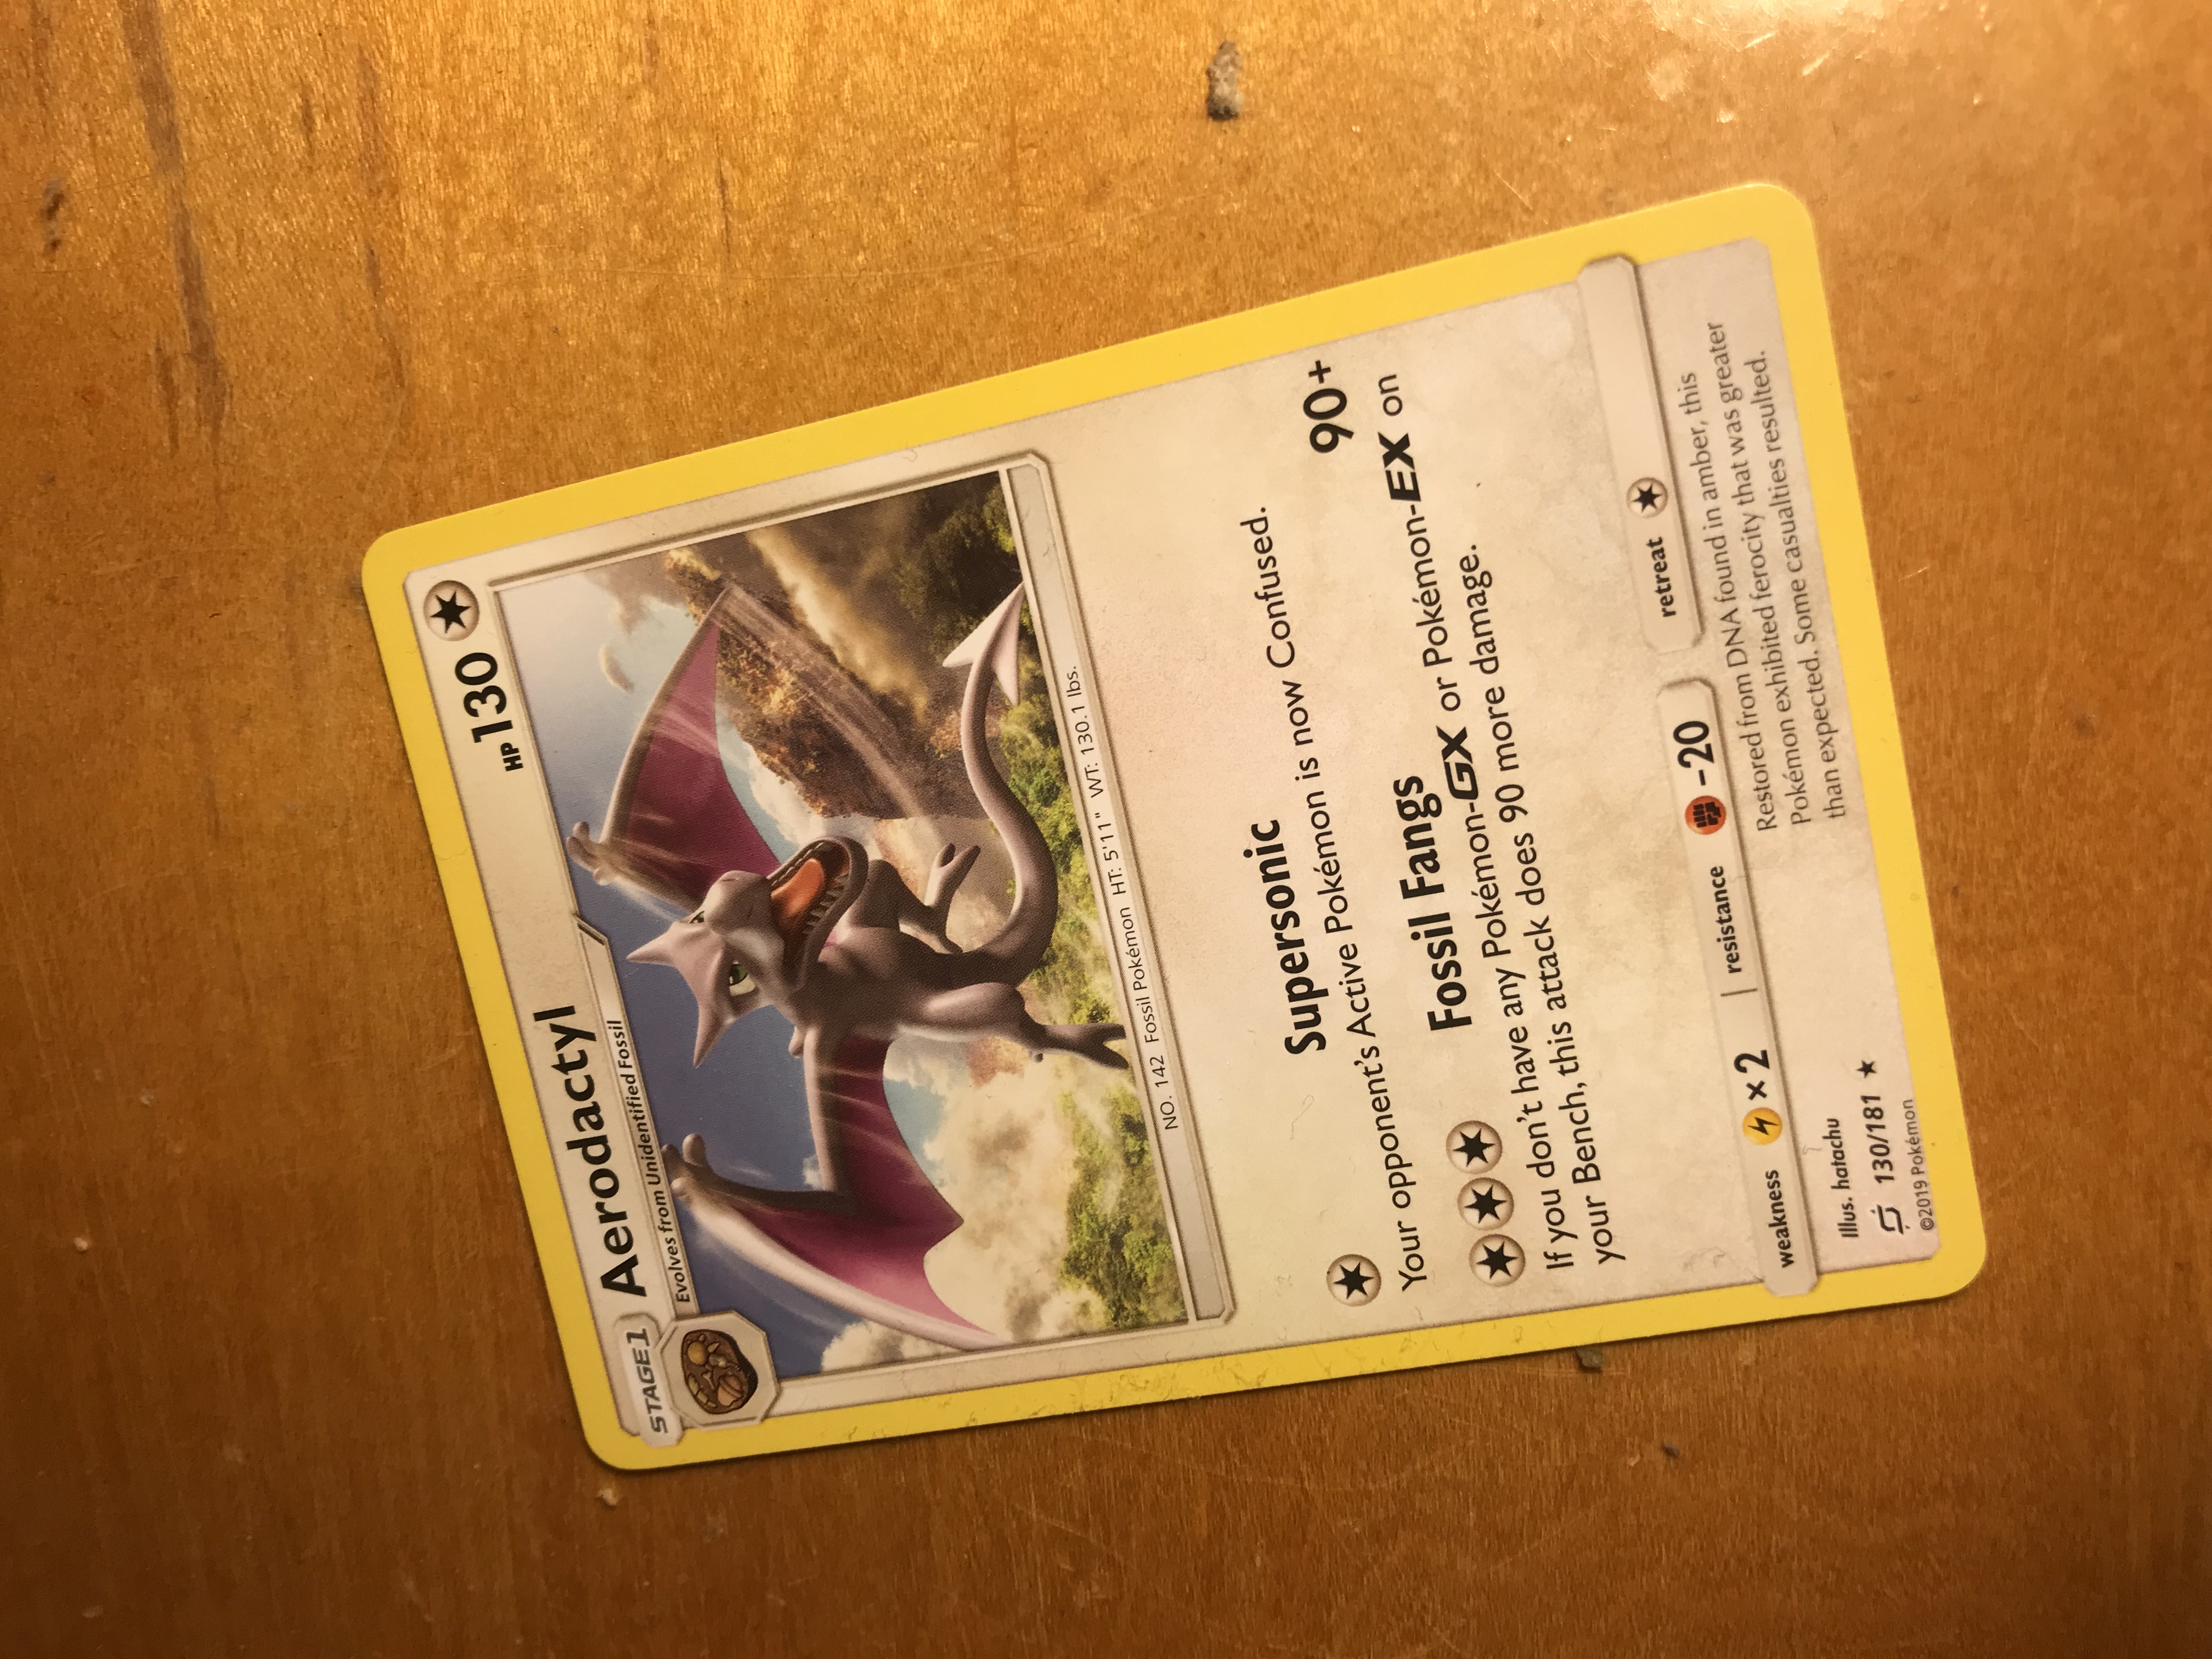 STAGE1 Aerodactyl HP130
Evolves from Unidentified Fossil
NO. 142 Fossil Pokémon HT: 5'11" WT: 130.1 lbs.
Supersonic
Your opponent's Active Pokémon is now Confused.
Fossil Fangs 90+
If you don't have any Pokémon-GX or Pokémon-EX on
your Bench, this attack does 90 more damage.
weakness ×2 resistance -20 retreat
Restored from DNA found in amber, this
Pokémon exhibited ferocity that was greater
than expected. Some casualties resulted.
Illus. hatachu
130/181 ★
©2019 Pokémon